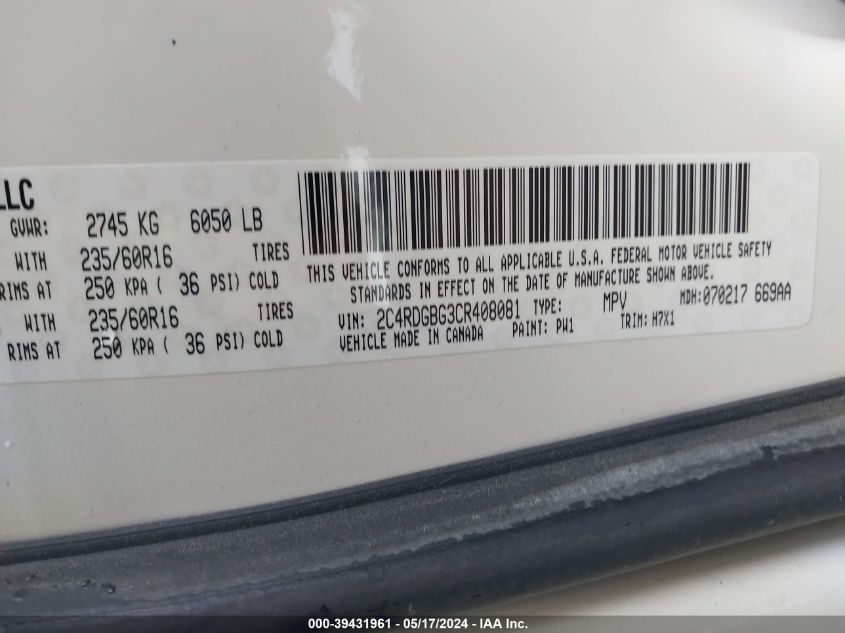 LLC
GVWR: 2745 KG 6050 LB
WITH 235/60R16 TIRES
RIMS AT 250 KPA ( 36 PSI) COLD
WITH 235/60R16 TIRES
RIMS AT 250 KPA ( 36 PSI) COLD
THIS VEHICLE CONFORMS TO ALL APPLICABLE U.S.A. FEDERAL MOTOR VEHICLE SAFETY
STANDARDS IN EFFECT ON THE DATE OF MANUFACTURE SHOWN ABOVE.
VIN: 2C4RDGBG3CR408081 TYPE: MPV MDH:070217 669AA
VEHICLE MADE IN CANADA PAINT: PW1 TRIM: H7X1
000-39431961 - 05/17/2024 - IAA Inc.